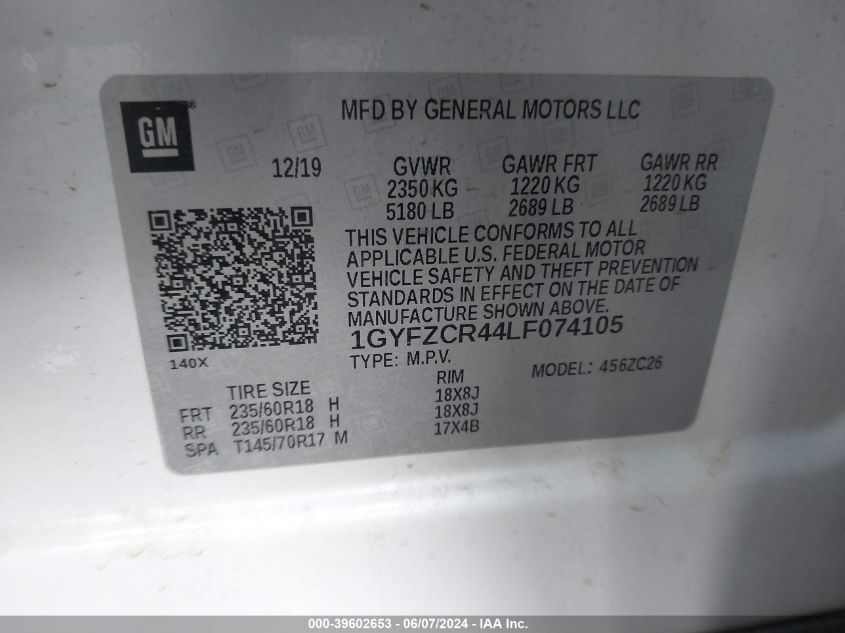 GM®
MFD BY GENERAL MOTORS LLC
12/19 GVWR GAWR FRT GAWR RR
2350 KG 1220 KG 1220 KG
5180 LB 2689 LB 2689 LB
THIS VEHICLE CONFORMS TO ALL
APPLICABLE U.S. FEDERAL MOTOR
VEHICLE SAFETY AND THEFT PREVENTION
STANDARDS IN EFFECT ON THE DATE OF
MANUFACTURE SHOWN ABOVE.
1GYFZCR44LF074105
140X
TYPE: M.P.V. MODEL: 456ZC26
TIRE SIZE RIM
FRT 235/60R18 H 18X8J
RR 235/60R18 H 18X8J
SPA T145/70R17 M 17X4B
000-39602653 - 06/07/2024 - IAA Inc.